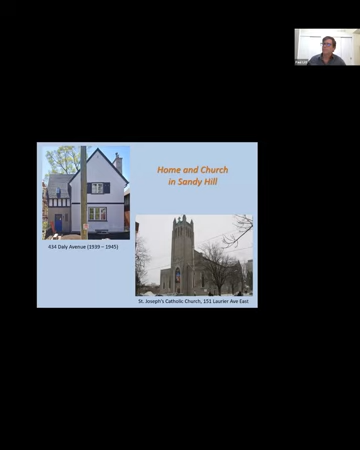 Home and Church
in Sandy Hill
434 Daly Avenue (1939 – 1945)
St. Joseph's Catholic Church, 151 Laurier Ave East